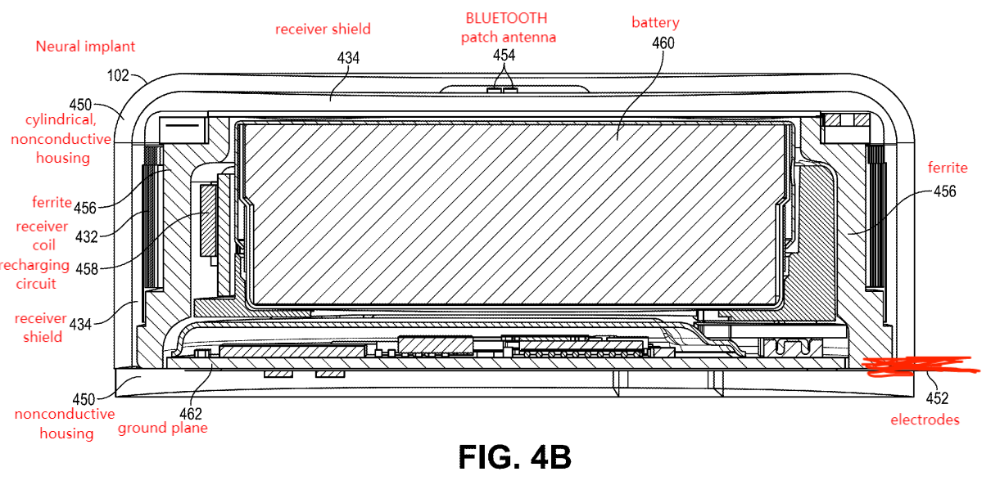 BLUETOOTH
patch antenna
454
receiver shield
434
battery
460
Neural implant
102
450
cylindrical,
nonconductive
housing
ferrite
456
ferrite 456
receiver
coil
432
recharging
circuit
458
receiver
shield
434
450
nonconductive
housing
462
ground plane
452
electrodes
FIG. 4B